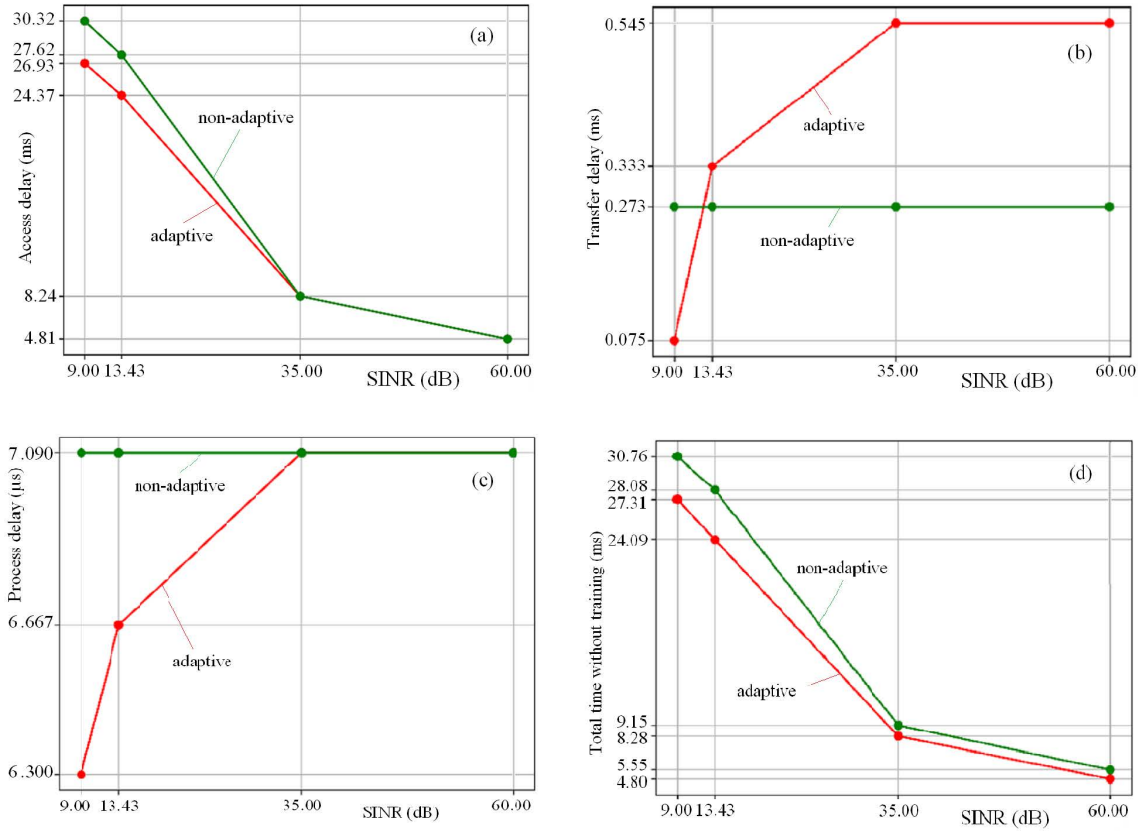 30.32
27.62
26.93
24.37
8.24
4.81
Access delay (ms)
(a)
non-adaptive
adaptive
9.00 13.43 35.00 SINR (dB) 60.00
0.545
0.333
0.273
0.075
Transfer delay (ms)
(b)
adaptive
non-adaptive
9.00 13.43 35.00 SINR (dB) 60.00
7.090
6.667
6.300
Process delay (µs)
(c)
non-adaptive
adaptive
9.00 13.43 35.00 SINR (dB) 60.00
30.76
28.08
27.31
24.09
9.15
8.28
5.55
4.80
Total time without training (ms)
(d)
non-adaptive
adaptive
9.00 13.43 35.00 SINR (dB) 60.00